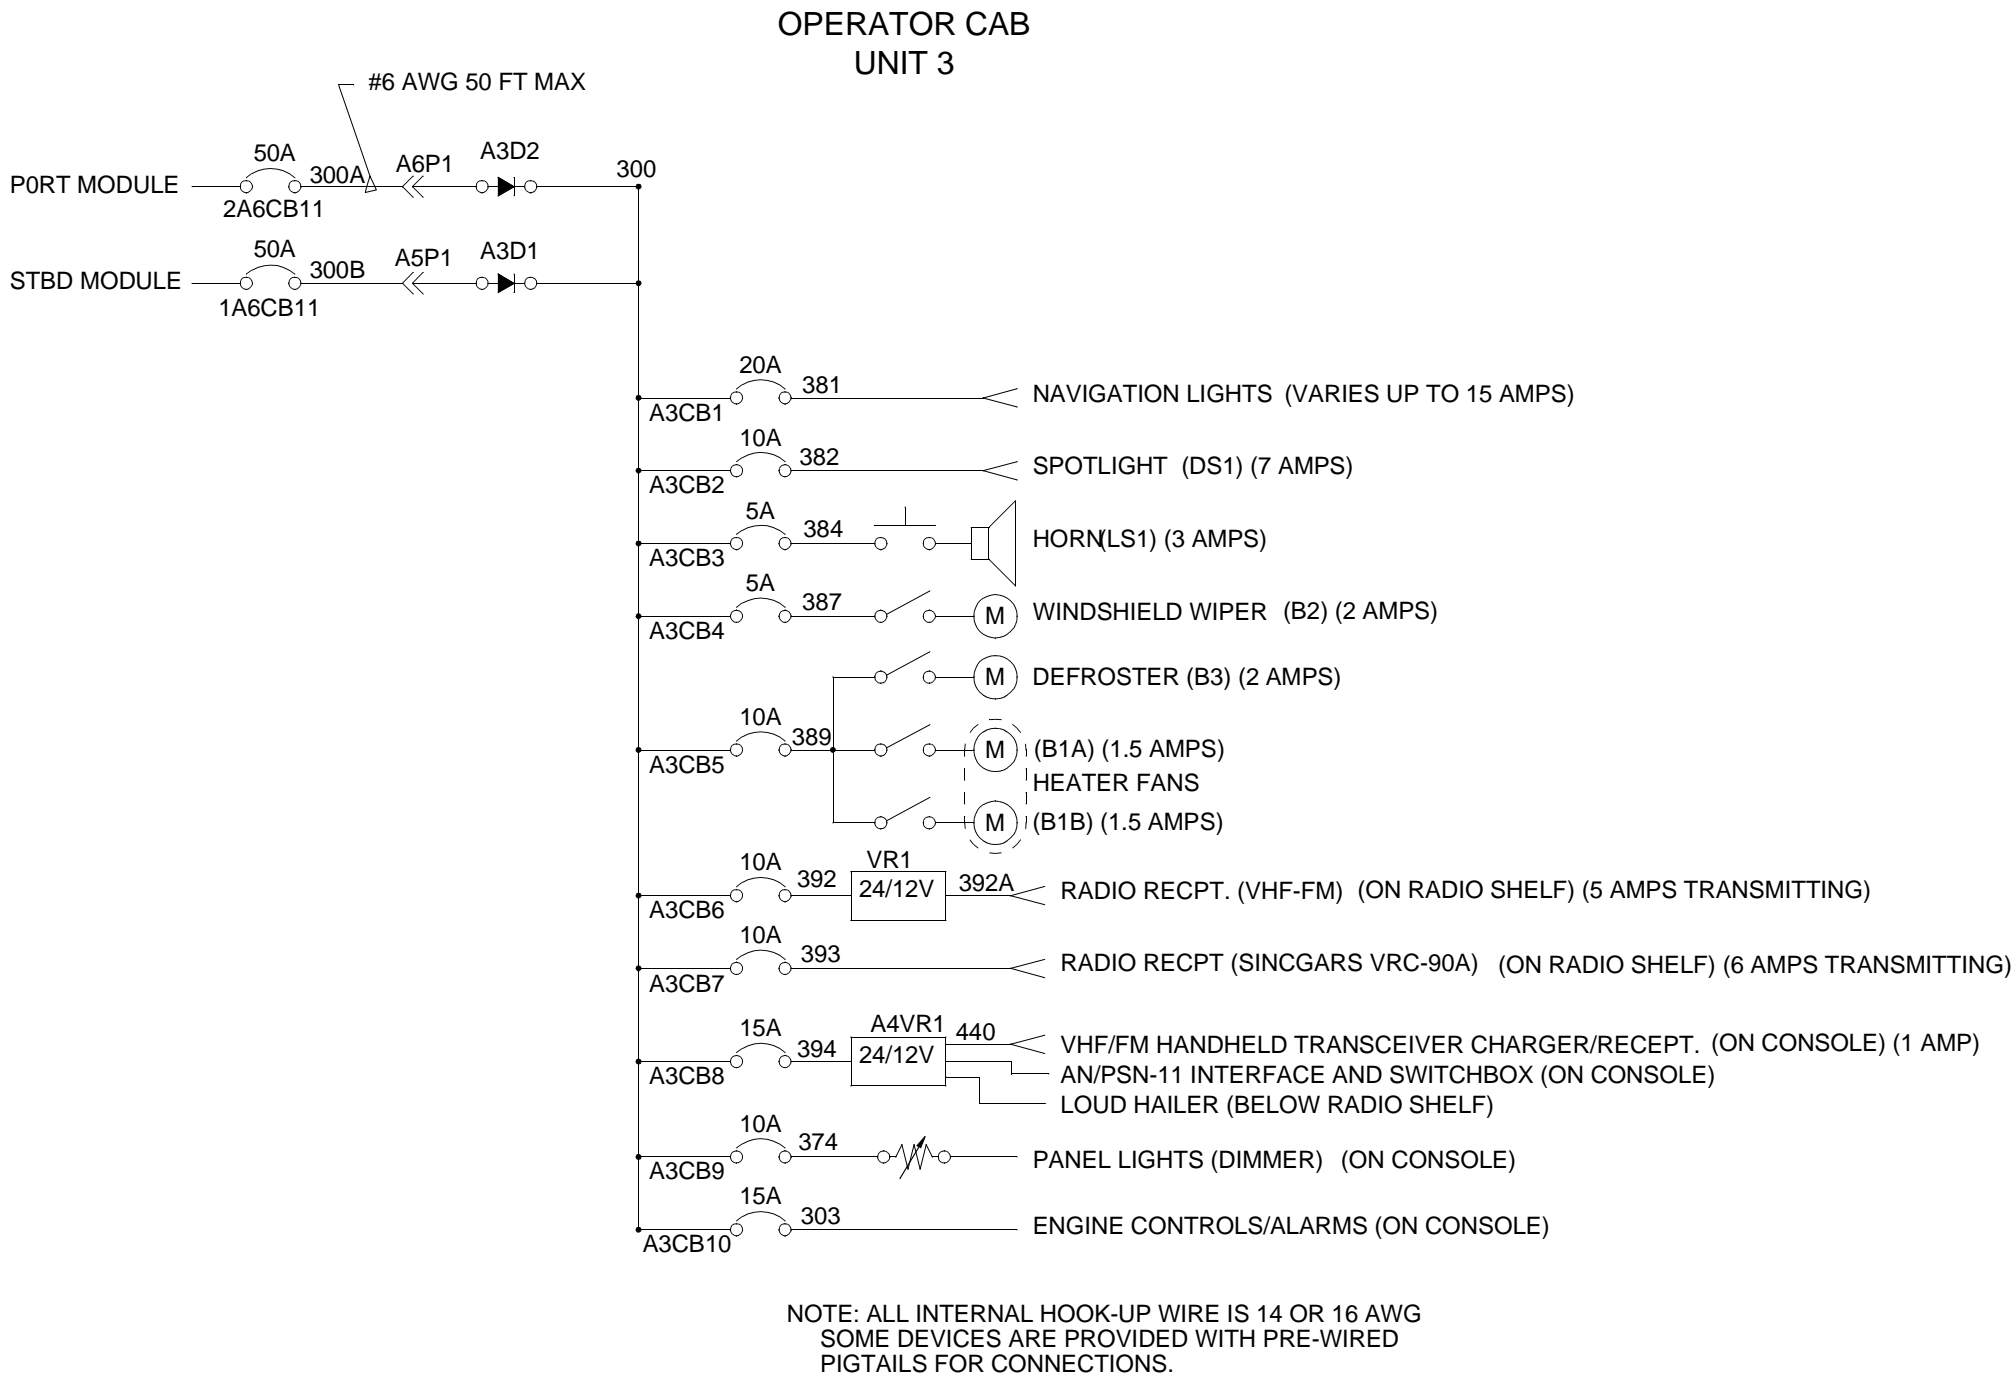 OPERATOR CAB
UNIT 3
#6 AWG 50 FT MAX
P0RT MODULE
50A
2A6CB11
300A
A6P1
A3D2
300
STBD MODULE
50A
1A6CB11
300B
A5P1
A3D1
20A
A3CB1
381
NAVIGATION LIGHTS (VARIES UP TO 15 AMPS)
10A
A3CB2
382
SPOTLIGHT (DS1) (7 AMPS)
5A
A3CB3
384
HORN(LS1) (3 AMPS)
5A
A3CB4
387
M
WINDSHIELD WIPER (B2) (2 AMPS)
M
DEFROSTER (B3) (2 AMPS)
10A
A3CB5
389
M
(B1A) (1.5 AMPS)
HEATER FANS
M
(B1B) (1.5 AMPS)
10A
A3CB6
392
VR1
24/12V
392A
RADIO RECPT. (VHF-FM) (ON RADIO SHELF) (5 AMPS TRANSMITTING)
10A
A3CB7
393
RADIO RECPT (SINCGARS VRC-90A) (ON RADIO SHELF) (6 AMPS TRANSMITTING)
15A
A3CB8
394
A4VR1
24/12V
440
VHF/FM HANDHELD TRANSCEIVER CHARGER/RECEPT. (ON CONSOLE) (1 AMP)
AN/PSN-11 INTERFACE AND SWITCHBOX (ON CONSOLE)
LOUD HAILER (BELOW RADIO SHELF)
10A
A3CB9
374
PANEL LIGHTS (DIMMER) (ON CONSOLE)
15A
A3CB10
303
ENGINE CONTROLS/ALARMS (ON CONSOLE)
NOTE: ALL INTERNAL HOOK-UP WIRE IS 14 OR 16 AWG
SOME DEVICES ARE PROVIDED WITH PRE-WIRED
PIGTAILS FOR CONNECTIONS.